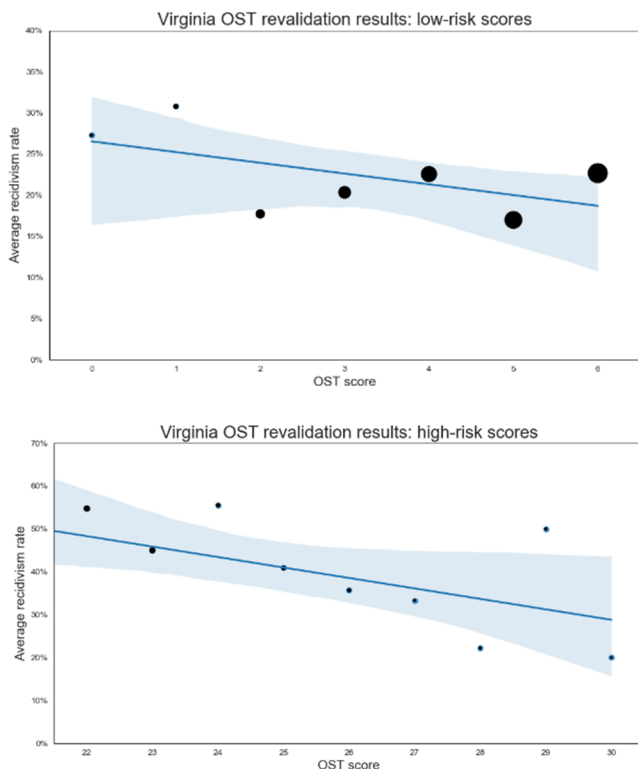 Virginia OST revalidation results: low-risk scores
40%
35%
30%
25%
20%
15%
10%
5%
0%
Average recidivism rate
0 1 2 3 4 5 6
OST score
Virginia OST revalidation results: high-risk scores
70%
60%
50%
40%
30%
20%
10%
0%
Average recidivism rate
22 23 24 25 26 27 28 29 30
OST score